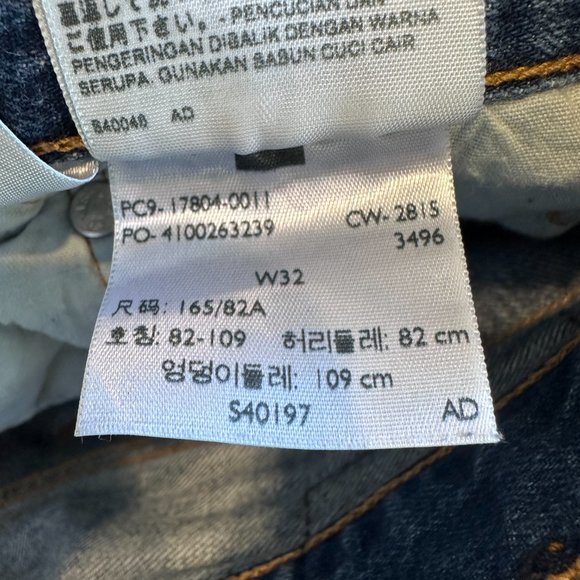 ご使用下さい。- PENCUCIAN DAN
PENGERINGAN DIBALIK DENGAN WARNA
SERUPA. GUNAKAN SABUN CUCI CAIR
S40048 AD
PC9-17804-0011
PO-4100263239
CW-2815
3496
W32
尺码: 165/82A
호칭: 82-109 허리둘레: 82 cm
엉덩이둘레: 109 cm
S40197 AD